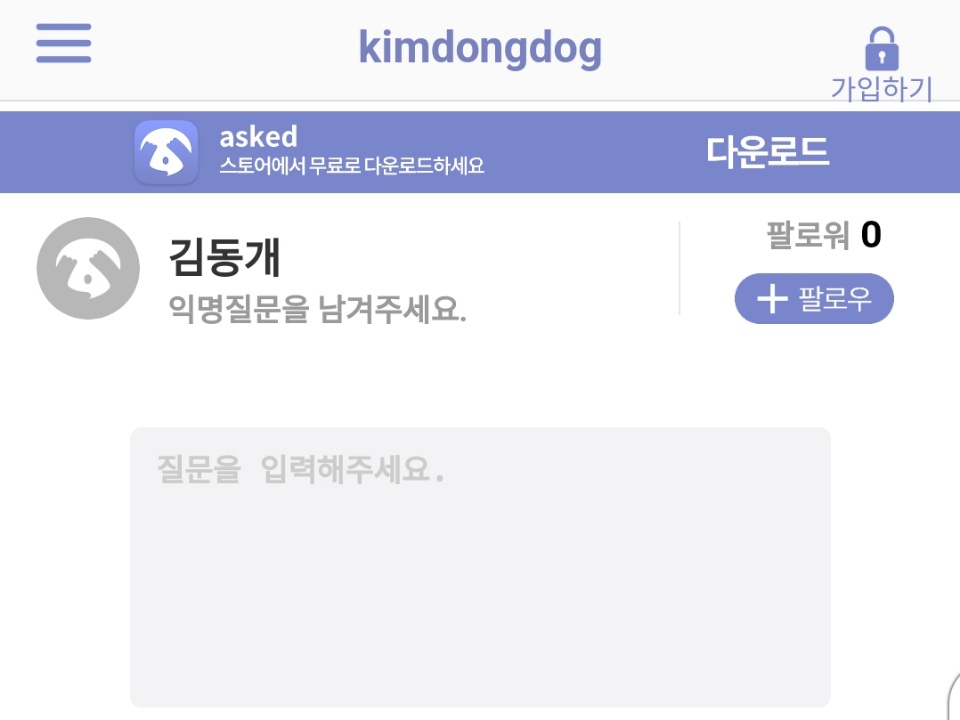 kimdongdog
가입하기
asked
스토어에서 무료로 다운로드하세요
다운로드
김동개
익명질문을 남겨주세요.
팔로워 0
+ 팔로우
질문을 입력해주세요.